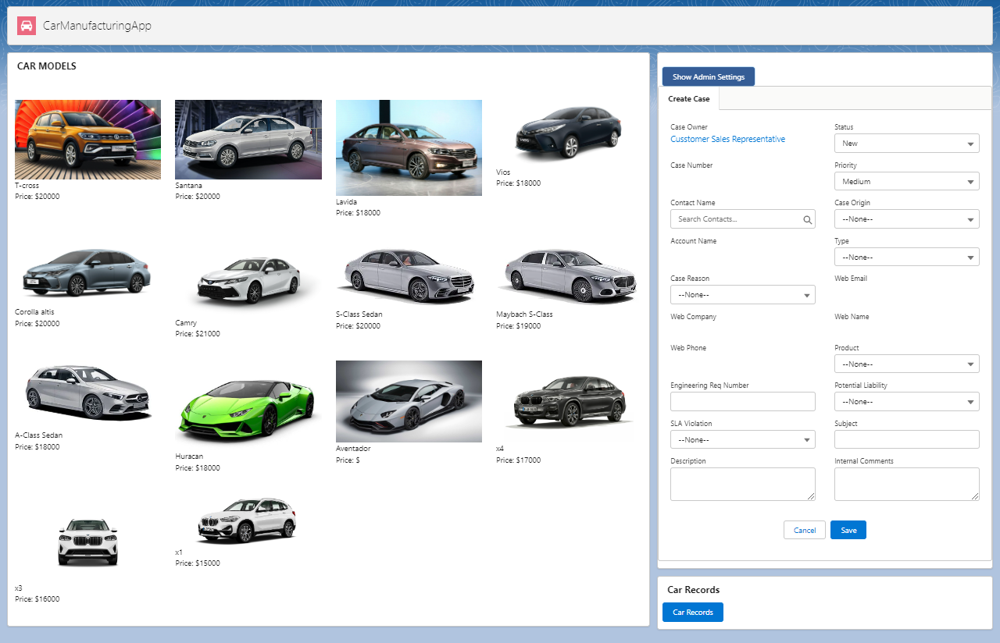 CarManufacturingApp
CAR MODELS
T-cross
Price: $20000
Santana
Price: $20000
Lavida
Price: $18000
VIOS
Vios
Price: $18000
Corolla altis
Price: $20000
Camry
Price: $21000
S-Class Sedan
Price: $20000
Maybach S-Class
Price: $19000
A-Class Sedan
Price: $18000
Huracan
Price: $18000
Aventador
Price: $
x4
Price: $17000
x3
Price: $16000
x1
Price: $15000
Show Admin Settings
Create Case
Case Owner
Cusstomer Sales Representative
Status
New
Case Number
Priority
Medium
Contact Name
Search Contacts...
Case Origin
--None--
Account Name
Type
--None--
Case Reason
--None--
Web Email
Web Company
Web Name
Web Phone
Product
--None--
Engineering Req Number
Potential Liability
--None--
SLA Violation
--None--
Subject
Description
Internal Comments
Cancel
Save
Car Records
Car Records